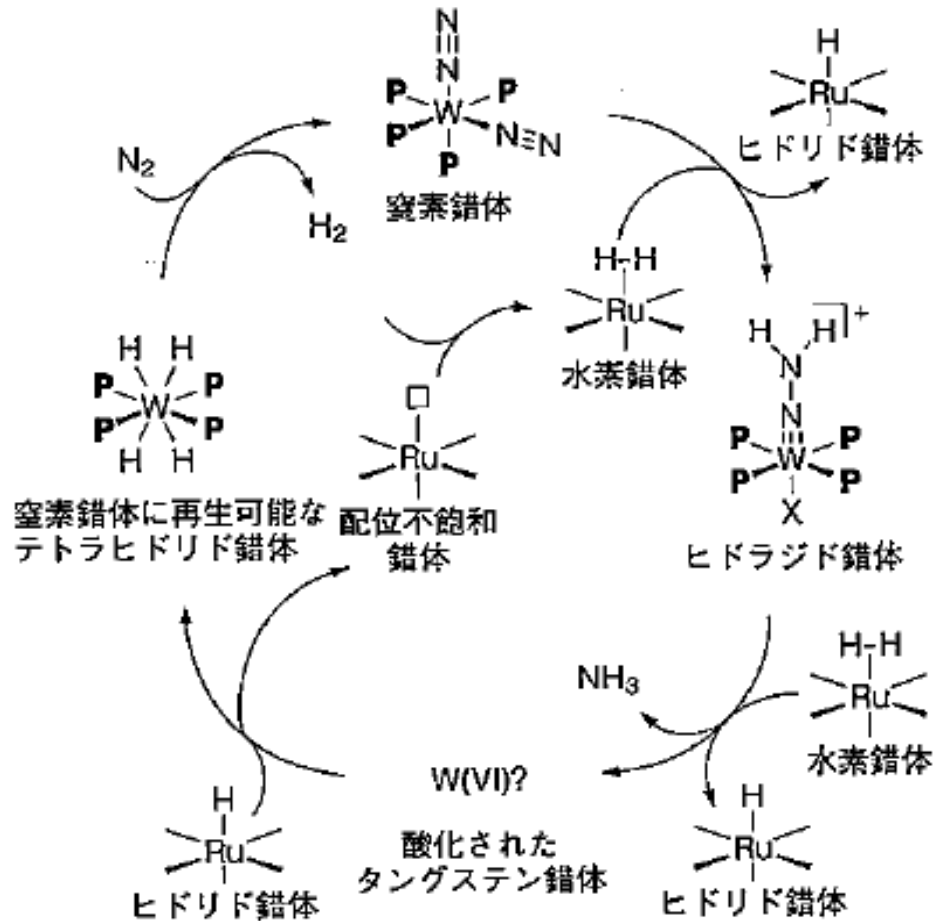 N
N
P
W
P
P
N≡N
P
窒素錯体
N₂
H₂
H
Ru
ヒドリド錯体
H-H
Ru
水素錯体
H
H
]+
N
N
P
W
P
P
P
X
ヒドラジド錯体
H
H
P
W
P
P
P
H
H
窒素錯体に再生可能な
テトラヒドリド錯体
Ru
配位不飽和
錯体
NH₃
H-H
Ru
水素錯体
W(VI)?
酸化された
タングステン錯体
H
Ru
ヒドリド錯体
H
Ru
ヒドリド錯体